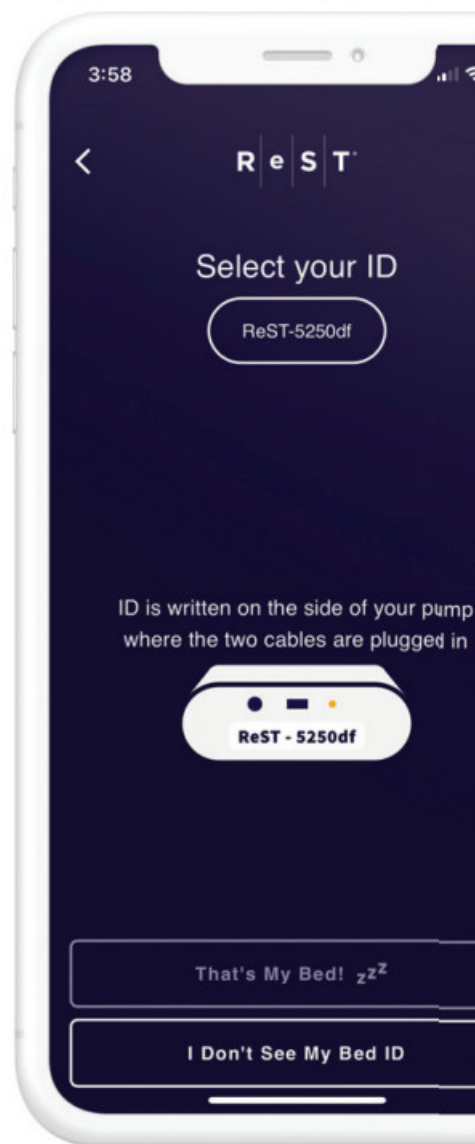 3:58
ReST
Select your ID
ReST-5250df
ID is written on the side of your pump
where the two cables are plugged in
ReST - 5250df
That's My Bed! zzZ
I Don't See My Bed ID